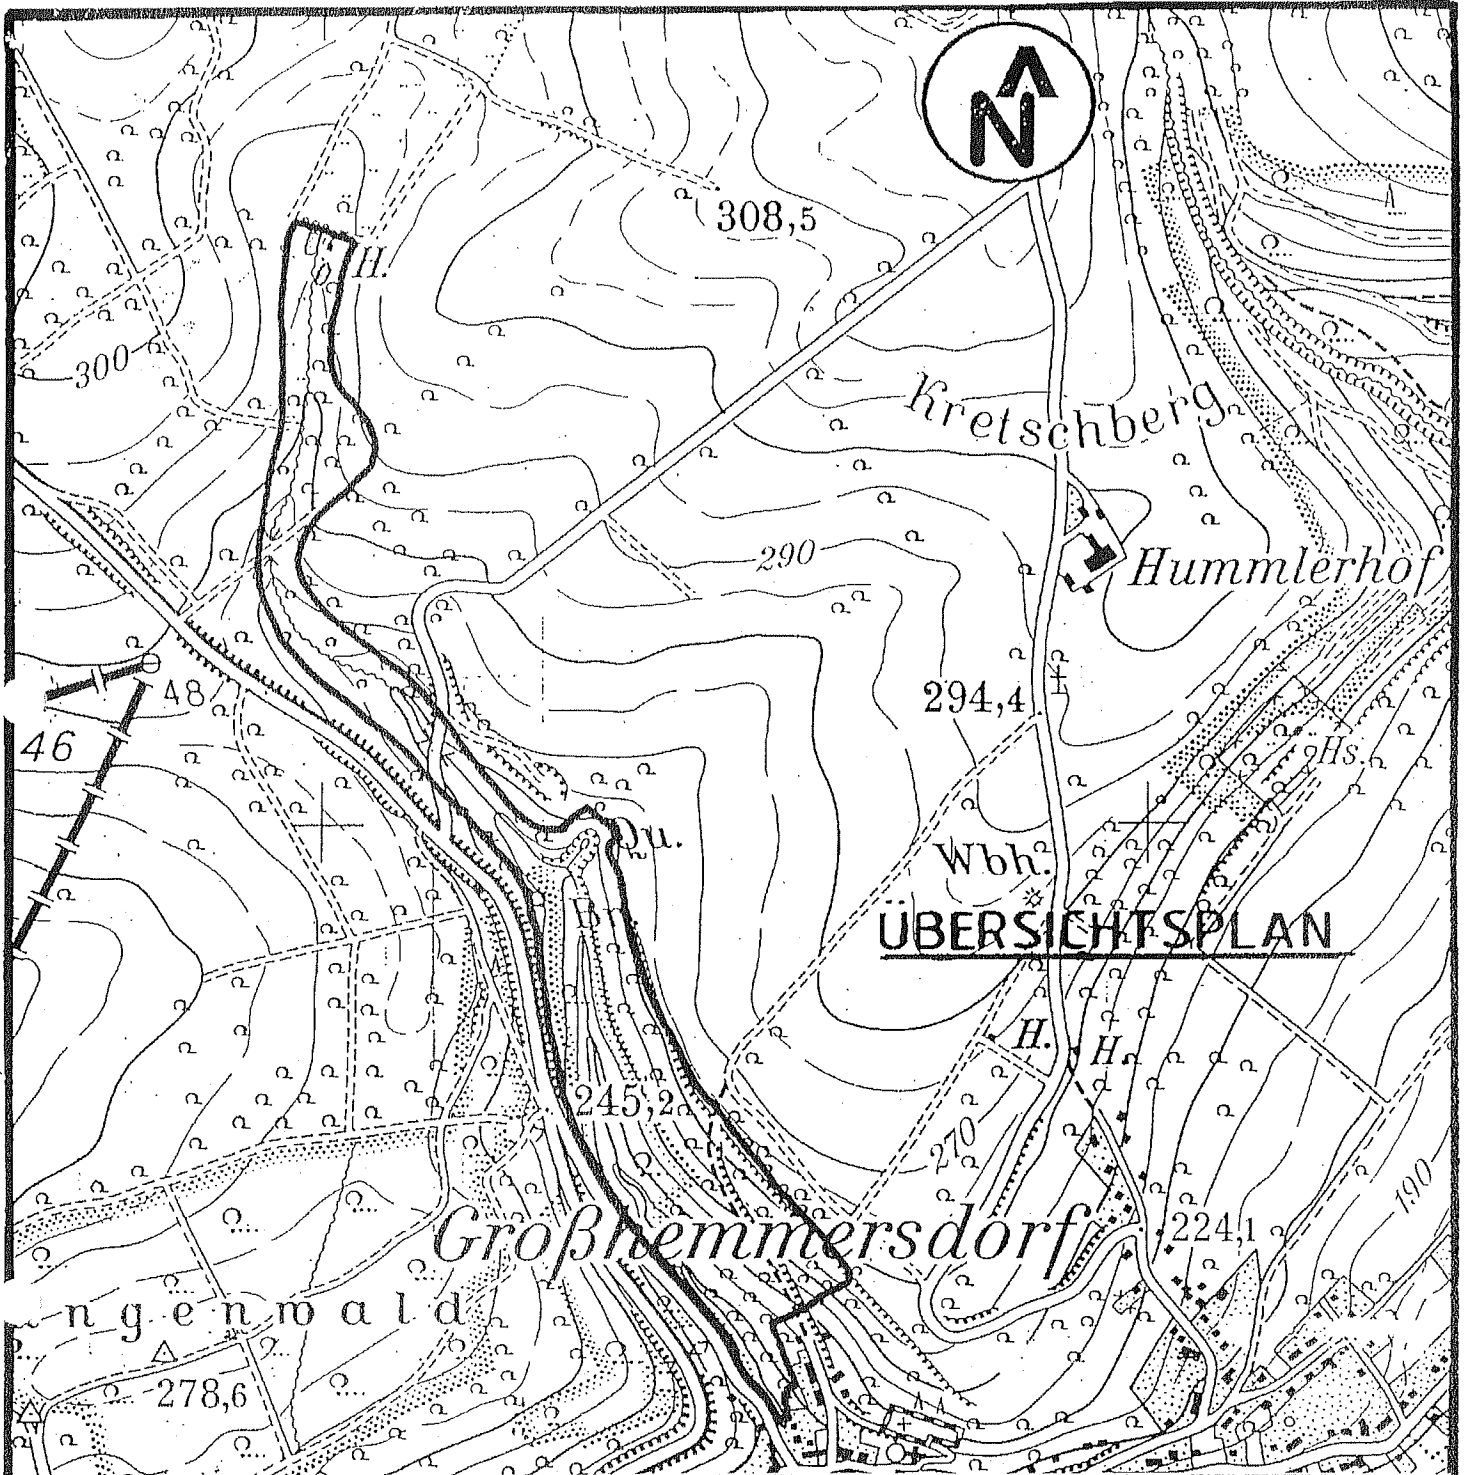 N
308,5
H.
300
Kretschberg
290
Hummlerhof
48
294,4
46
Hs.
Qu.
Wbh.
Br.
ÜBERSICHTSPLAN
H.
H.
245,2
270
190
Großhemmersdorf
224,1
ngenwald
278,6